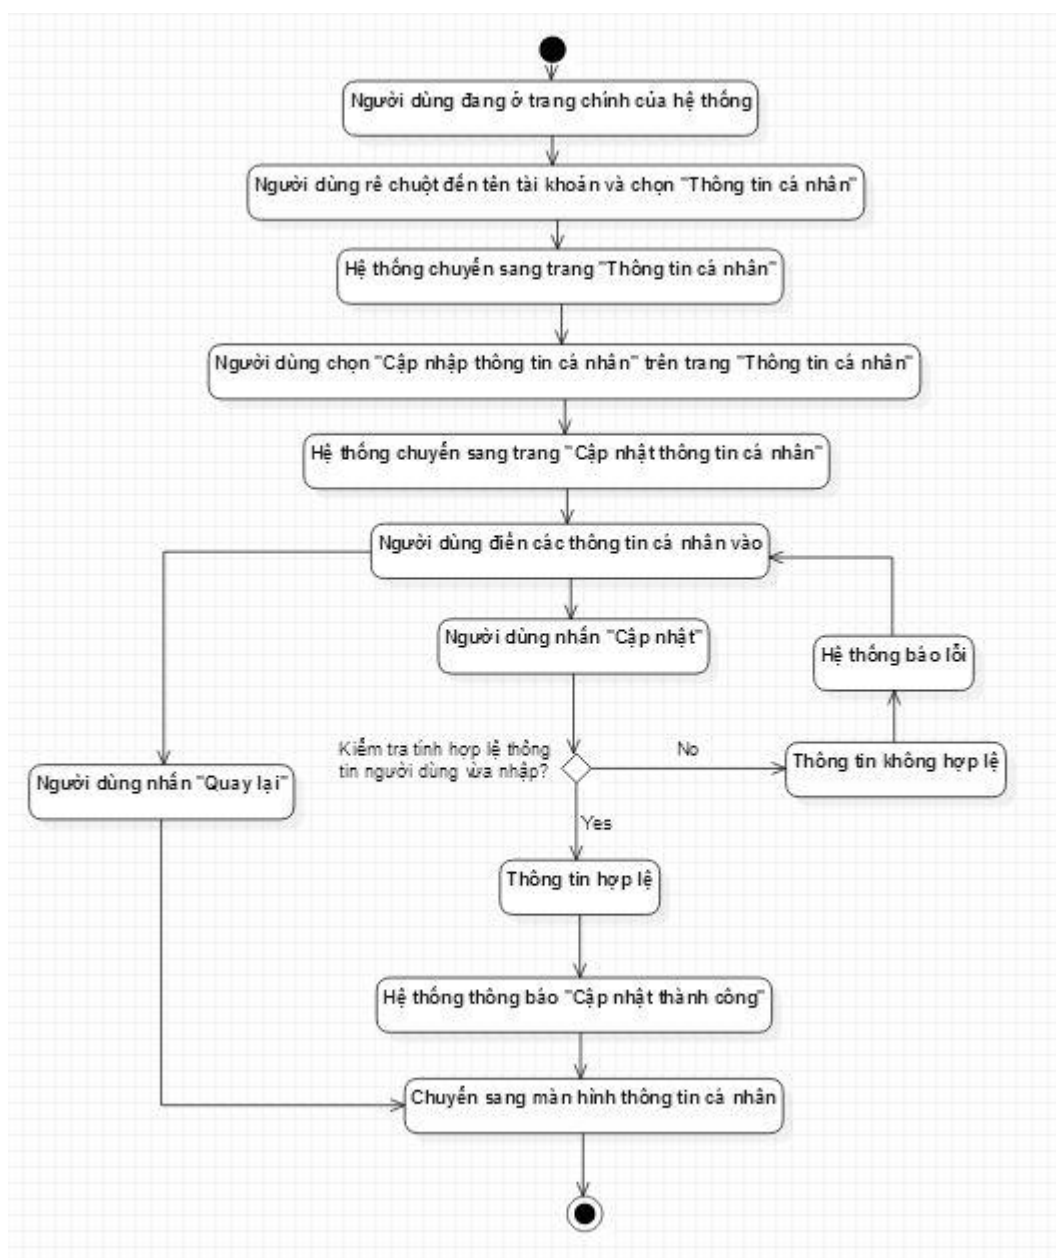 Người dùng đang ở trang chính của hệ thống
Người dùng rê chuột đến tên tài khoản và chọn "Thông tin cá nhân"
Hệ thống chuyển sang trang "Thông tin cá nhân"
Người dùng chọn "Cập nhập thông tin cá nhân" trên trang "Thông tin cá nhân"
Hệ thống chuyển sang trang "Cập nhật thông tin cá nhân"
Người dùng điền các thông tin cá nhân vào
Người dùng nhấn "Cập nhật"
Hệ thống báo lỗi
Kiểm tra tính hợp lệ thông
tin người dùng vừa nhập?
No
Thông tin không hợp lệ
Người dùng nhấn "Quay lại"
Yes
Thông tin hợp lệ
Hệ thống thông báo "Cập nhật thành công"
Chuyển sang màn hình thông tin cá nhân